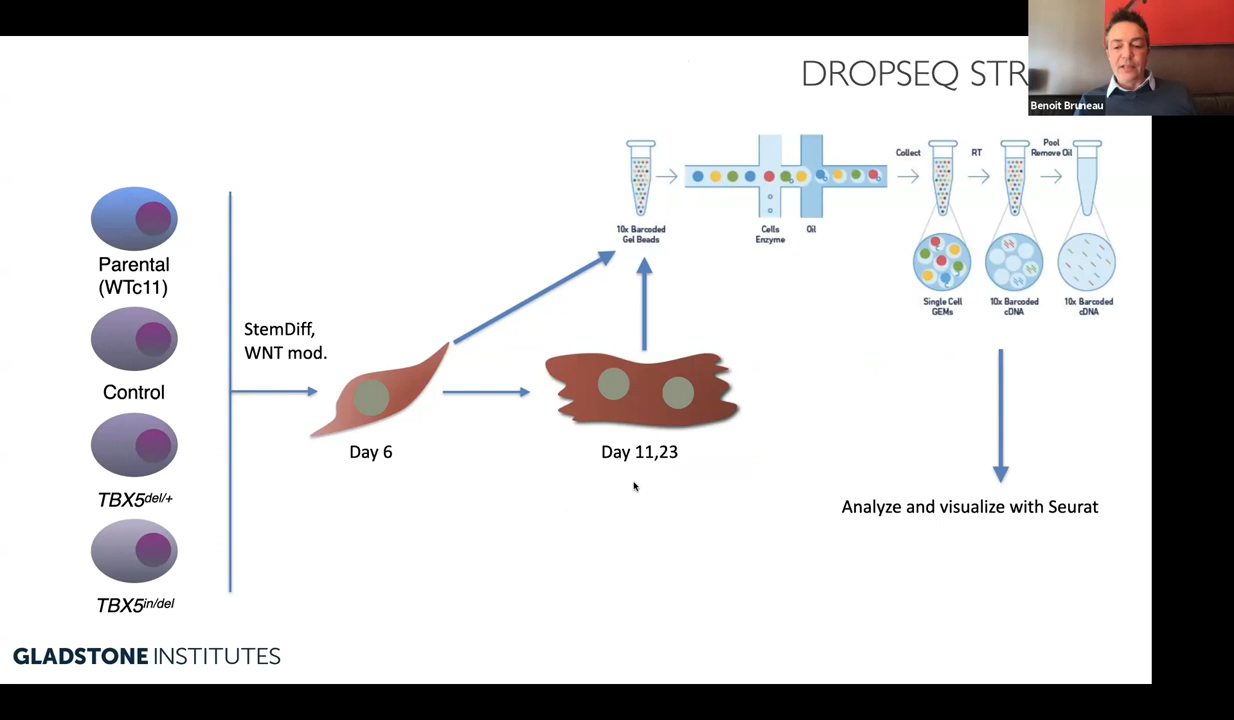 DROPSEQ STR
Benoit Bruneau
Collect
RT
Pool
Remove Oil
10x Barcoded
Gel Beads
Cells
Enzyme
Oil
Single Cell
GEMs
10x Barcoded
cDNA
10x Barcoded
cDNA
Parental
(WTc11)
Control
TBX5del/+
TBX5in/del
StemDiff,
WNT mod.
Day 6
Day 11,23
Analyze and visualize with Seurat
GLADSTONE INSTITUTES